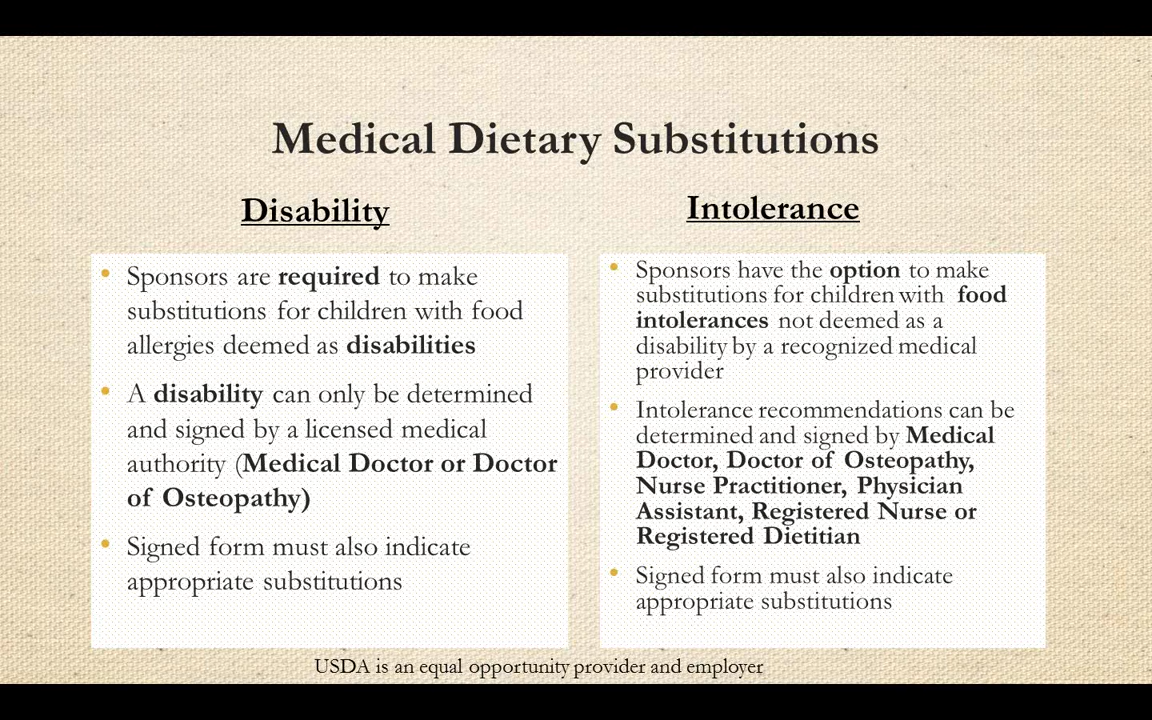 Medical Dietary Substitutions
Disability
• Sponsors are required to make
substitutions for children with food
allergies deemed as disabilities
• A disability can only be determined
and signed by a licensed medical
authority (Medical Doctor or Doctor
of Osteopathy)
• Signed form must also indicate
appropriate substitutions
Intolerance
• Sponsors have the option to make
substitutions for children with food
intolerances not deemed as a
disability by a recognized medical
provider
• Intolerance recommendations can be
determined and signed by Medical
Doctor, Doctor of Osteopathy,
Nurse Practitioner, Physician
Assistant, Registered Nurse or
Registered Dietitian
• Signed form must also indicate
appropriate substitutions
USDA is an equal opportunity provider and employer